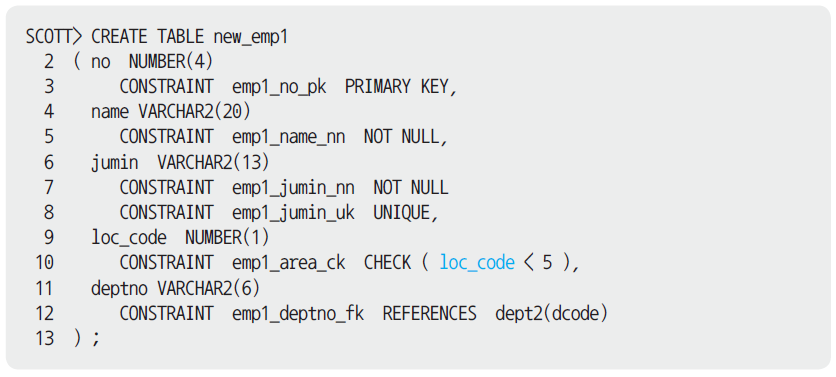 SCOTT> CREATE TABLE new_emp1
2 ( no NUMBER(4)
3 CONSTRAINT emp1_no_pk PRIMARY KEY,
4 name VARCHAR2(20)
5 CONSTRAINT emp1_name_nn NOT NULL,
6 jumin VARCHAR2(13)
7 CONSTRAINT emp1_jumin_nn NOT NULL
8 CONSTRAINT emp1_jumin_uk UNIQUE,
9 loc_code NUMBER(1)
10 CONSTRAINT emp1_area_ck CHECK ( loc_code < 5 ),
11 deptno VARCHAR2(6)
12 CONSTRAINT emp1_deptno_fk REFERENCES dept2(dcode)
13 ) ;